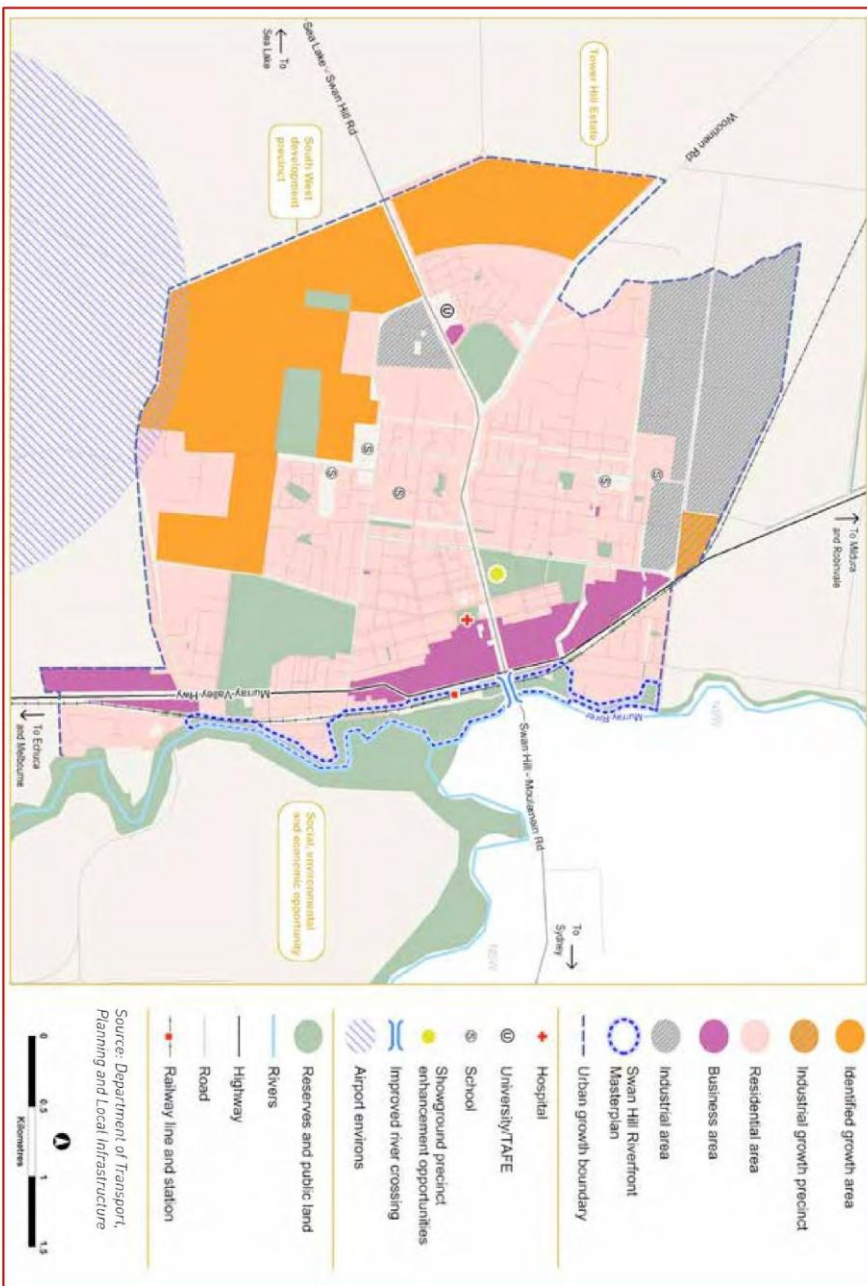 To
Sea Lake
Sea Lake - Swan Hill Rd
South West
development
precinct
Tower Hill Estate
Woorinen Rd
To Mildura
and Robinvale
Murray Valley Hwy
Murray River
NSW
Swan Hill - Moulamein Rd
To
Sydney
NSW
To Echuca
and Melbourne
Social, environmental
and economic opportunity
U
S
S
S
S
S
Identified growth area
Industrial growth precinct
Residential area
Business area
Industrial area
Swan Hill Riverfront
Masterplan
Urban growth boundary
Hospital
U University/TAFE
S School
Showground precinct
enhancement opportunities
Improved river crossing
Airport environs
Reserves and public land
Rivers
Highway
Road
Railway line and station
Source: Department of Transport,
Planning and Local Infrastructure
0 0.5 1 1.5
Kilometres